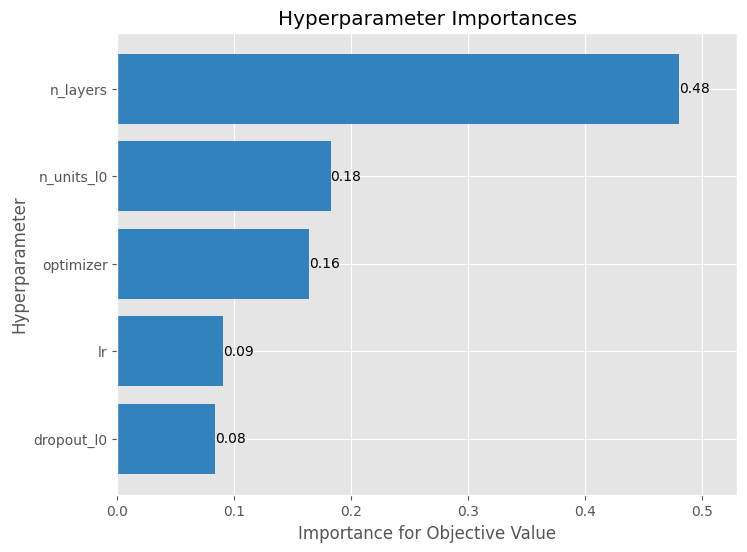 Hyperparameter Importances
Hyperparameter
n_layers
0.48
n_units_l0
0.18
optimizer
0.16
lr
0.09
dropout_l0
0.08
0.0 0.1 0.2 0.3 0.4 0.5
Importance for Objective Value